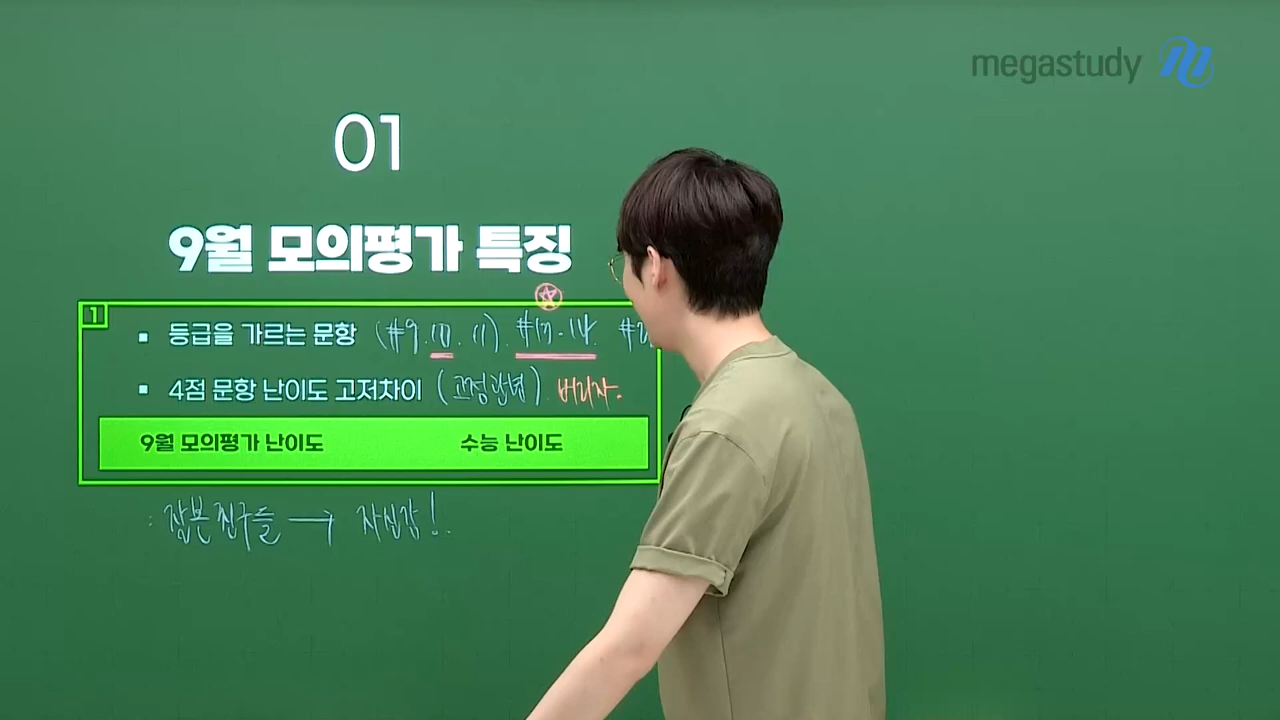 megastudy
01
9월 모의평가 특징
1
▪ 등급을 가르는 문항 (#9. 10. 11). #13-14. #2
▪ 4점 문항 난이도 고저차이 (고정관념). 버리자.
9월 모의평가 난이도 수능 난이도
: 잘본친구들 → 자신감!